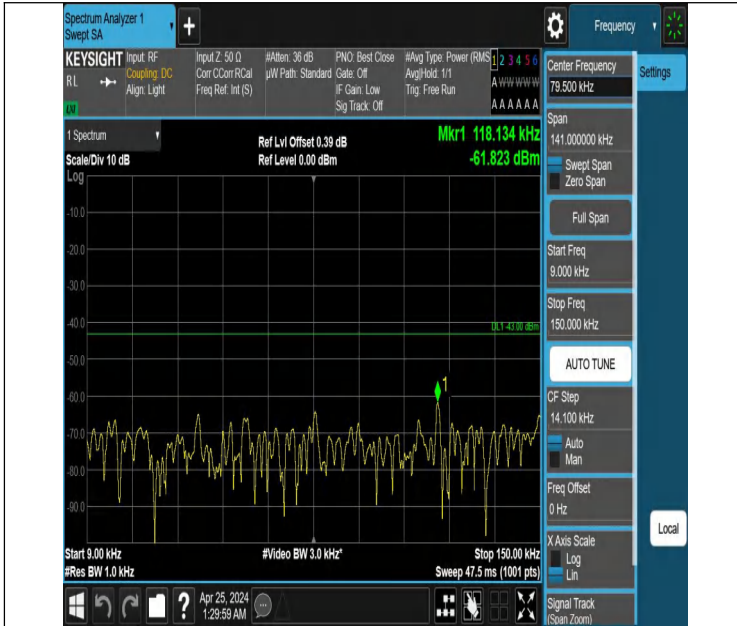 Spectrum Analyzer 1
Swept SA
+
Frequency
KEYSIGHT
RL
Input: RF
Coupling: DC
Align: Light
Input Z: 50 Ω
Corr CCorr RCal
Freq Ref: Int (S)
#Atten: 36 dB
µW Path: Standard
PNO: Best Close
Gate: Off
IF Gain: Low
Sig Track: Off
#Avg Type: Power (RMS
Avg|Hold: 1/1
Trig: Free Run
1 2 3 4 5 6
A W W W W W
A A A A A A
1 Spectrum
Scale/Div 10 dB
Ref Lvl Offset 0.39 dB
Ref Level 0.00 dBm
Mkr1 118.134 kHz
-61.823 dBm
Log
-10.0
-20.0
-30.0
-40.0
DL1 -43.00 dBm
-50.0
-60.0
1
-70.0
-80.0
-90.0
Start 9.00 kHz
#Res BW 1.0 kHz
#Video BW 3.0 kHz*
Stop 150.00 kHz
Sweep 47.5 ms (1001 pts)
Apr 25, 2024
1:29:59 AM
?
Center Frequency
79.500 kHz
Span
141.000000 kHz
Swept Span
Zero Span
Full Span
Start Freq
9.000 kHz
Stop Freq
150.000 kHz
AUTO TUNE
CF Step
14.100 kHz
Auto
Man
Freq Offset
0 Hz
X Axis Scale
Log
Lin
Signal Track
(Span Zoom)
Settings
Local